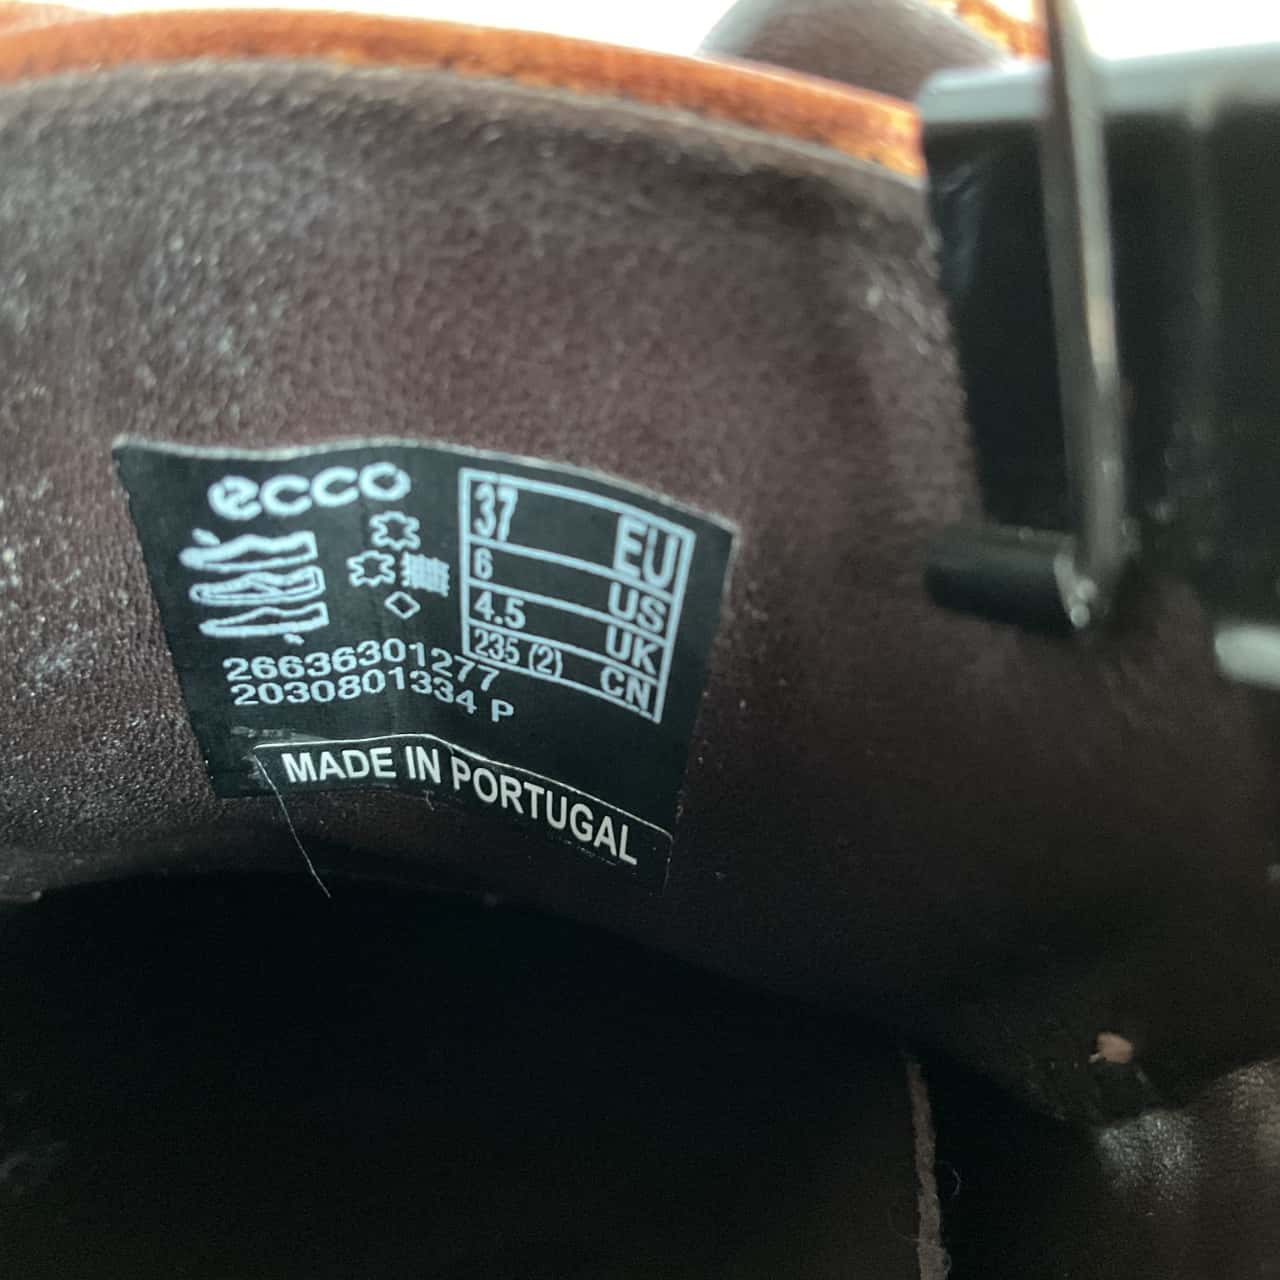 ecco
37 EU
6 US
4.5 UK
235 (2) CN
26636301277
2030801334 P
MADE IN PORTUGAL